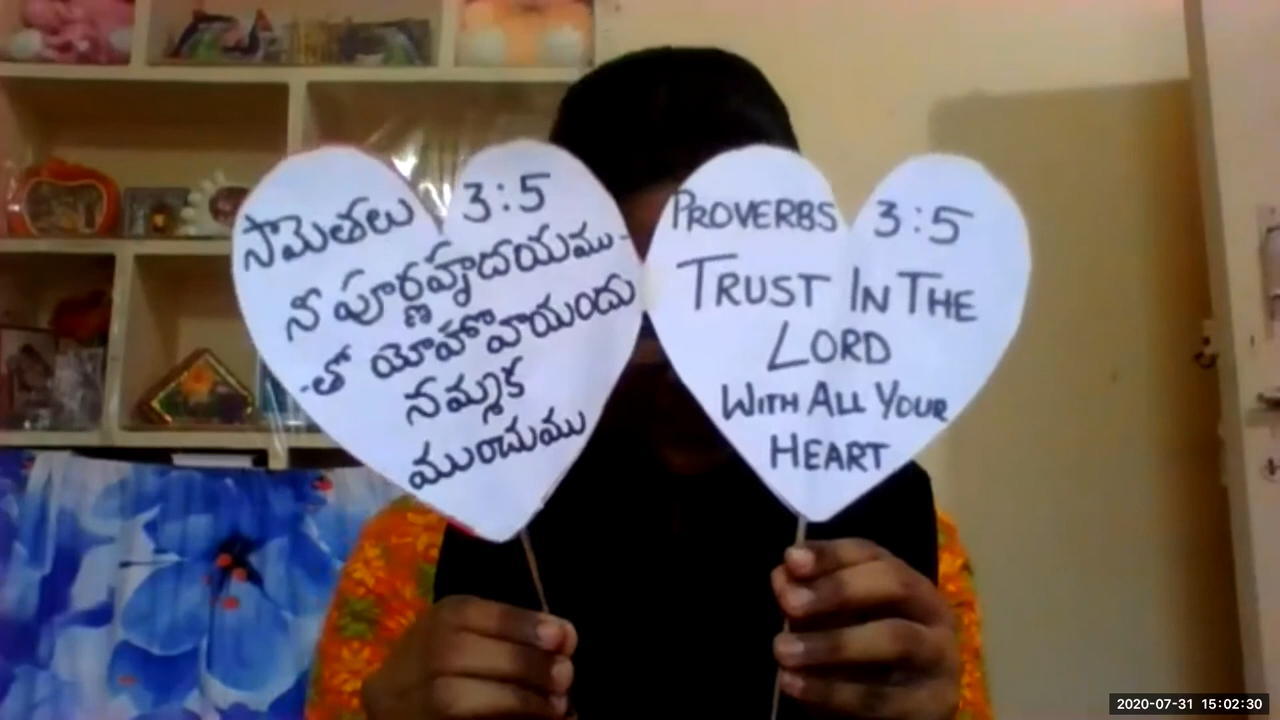 సామెతలు 3:5
నీ పూర్ణహృదయము-
-తో యెహోవాయందు
నమ్మక
ముంచుము
PROVERBS 3:5
TRUST IN THE
LORD
WITH ALL YOUR
HEART
2020-07-31 15:02:30